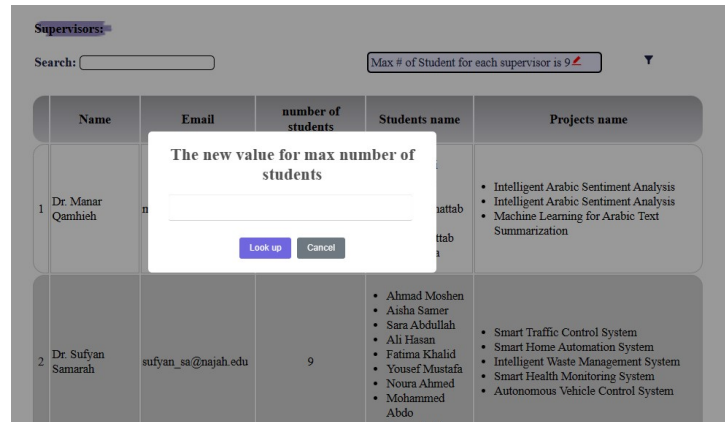 Supervisors:
Search:
Max # of Student for each supervisor is 9
Name Email number of students Students name Projects name
The new value for max number of
students
Look up Cancel
1 Dr. Manar
Qamhieh
• Intelligent Arabic Sentiment Analysis
• Intelligent Arabic Sentiment Analysis
• Machine Learning for Arabic Text
Summarization
2 Dr. Sufyan
Samarah
sufyan_sa@najah.edu
9
• Ahmad Moshen
• Aisha Samer
• Sara Abdullah
• Ali Hasan
• Fatima Khalid
• Yousef Mustafa
• Noura Ahmed
• Mohammed
Abdo
• Smart Traffic Control System
• Smart Home Automation System
• Intelligent Waste Management System
• Smart Health Monitoring System
• Autonomous Vehicle Control System